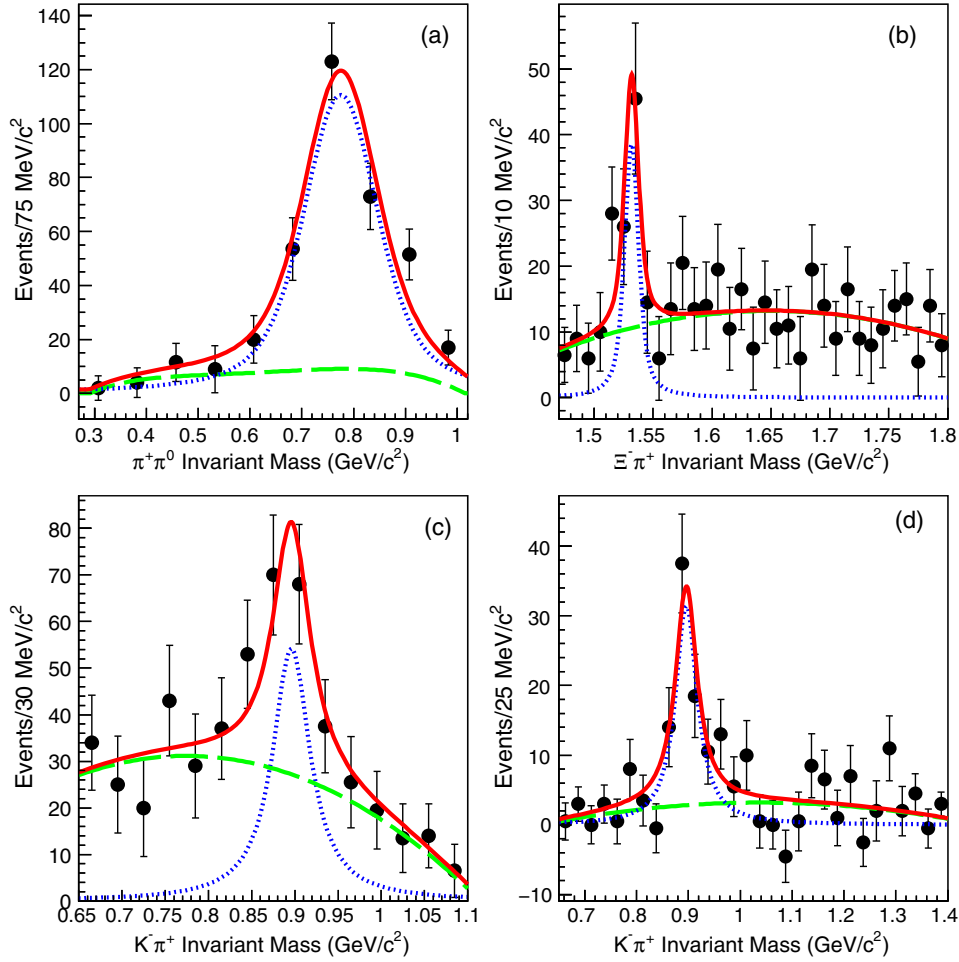 (a)
Events/75 MeV/c²
140
120
100
80
60
40
20
0
0.3 0.4 0.5 0.6 0.7 0.8 0.9 1
π⁺π⁰ Invariant Mass (GeV/c²)
(b)
Events/10 MeV/c²
50
40
30
20
10
0
1.5 1.55 1.6 1.65 1.7 1.75 1.8
Ξ⁻π⁺ Invariant Mass (GeV/c²)
(c)
Events/30 MeV/c²
80
70
60
50
40
30
20
10
0
0.65 0.7 0.75 0.8 0.85 0.9 0.95 1 1.05 1.1
K⁻π⁺ Invariant Mass (GeV/c²)
(d)
Events/25 MeV/c²
40
30
20
10
0
−10
0.7 0.8 0.9 1 1.1 1.2 1.3 1.4
K⁻π⁺ Invariant Mass (GeV/c²)